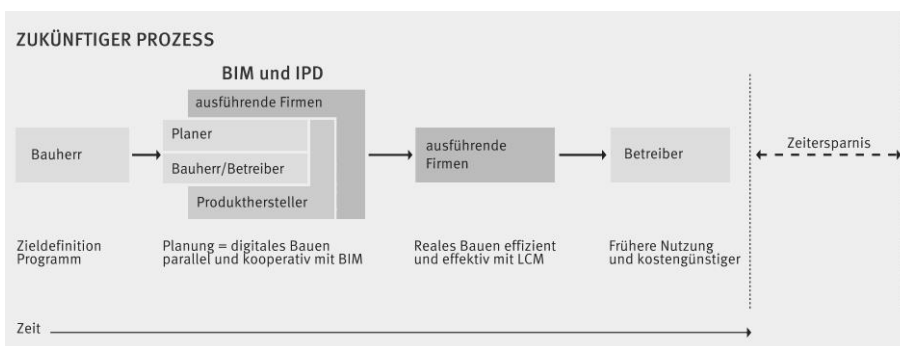 ZUKÜNFTIGER PROZESS
BIM und IPD
ausführende Firmen
Planer
Bauherr/Betreiber
Produkthersteller
Bauherr
ausführende
Firmen
Betreiber
Zeitersparnis
Zieldefinition
Programm
Planung = digitales Bauen
parallel und kooperativ mit BIM
Reales Bauen effizient
und effektiv mit LCM
Frühere Nutzung
und kostengünstiger
Zeit